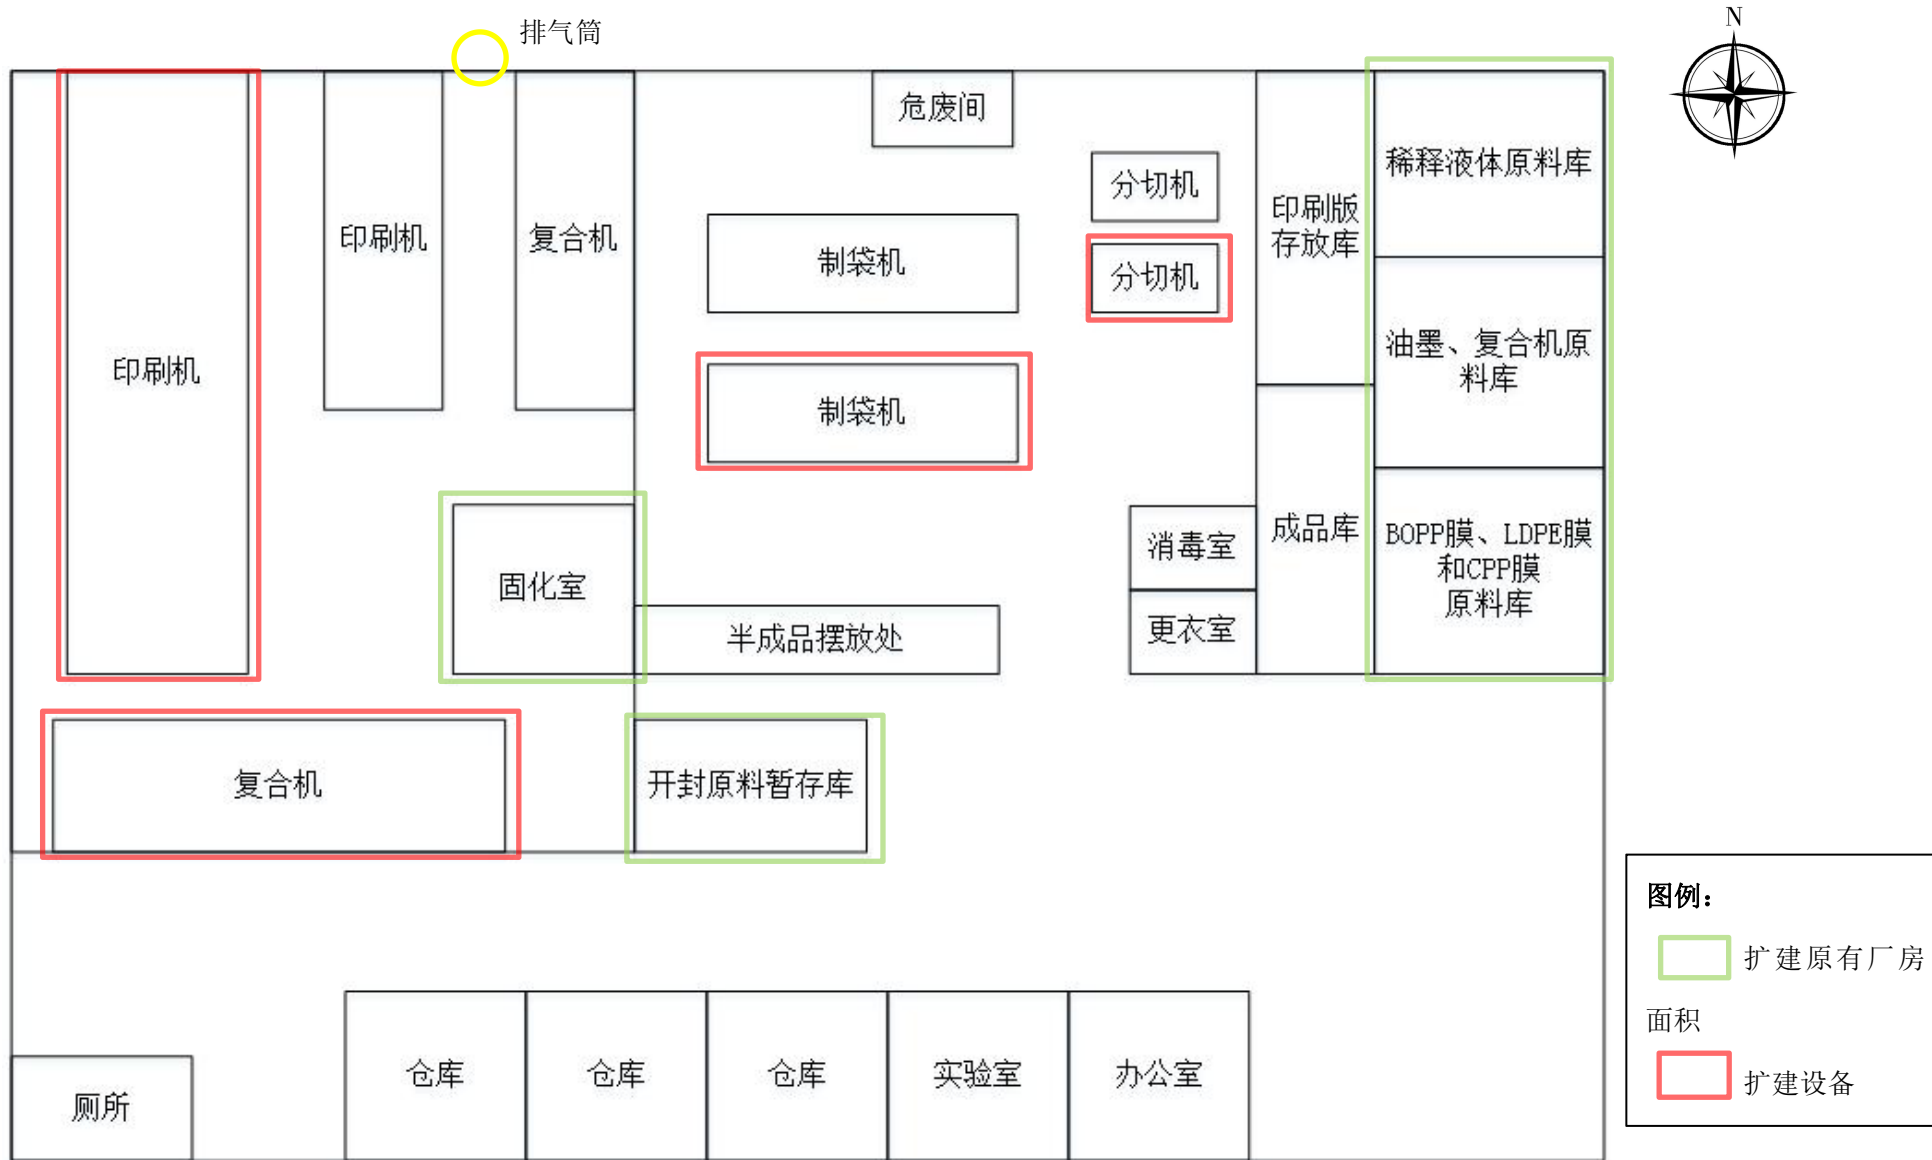 排气筒
N
危废间
稀释液体原料库
分切机
印刷版
存放库
印刷机
复合机
制袋机
分切机
油墨、复合机原
料库
印刷机
制袋机
消毒室
成品库
BOPP膜、LDPE膜
和CPP膜
原料库
固化室
半成品摆放处
更衣室
复合机
开封原料暂存库
图例：
扩建原有厂房
面积
扩建设备
厕所
仓库
仓库
仓库
实验室
办公室